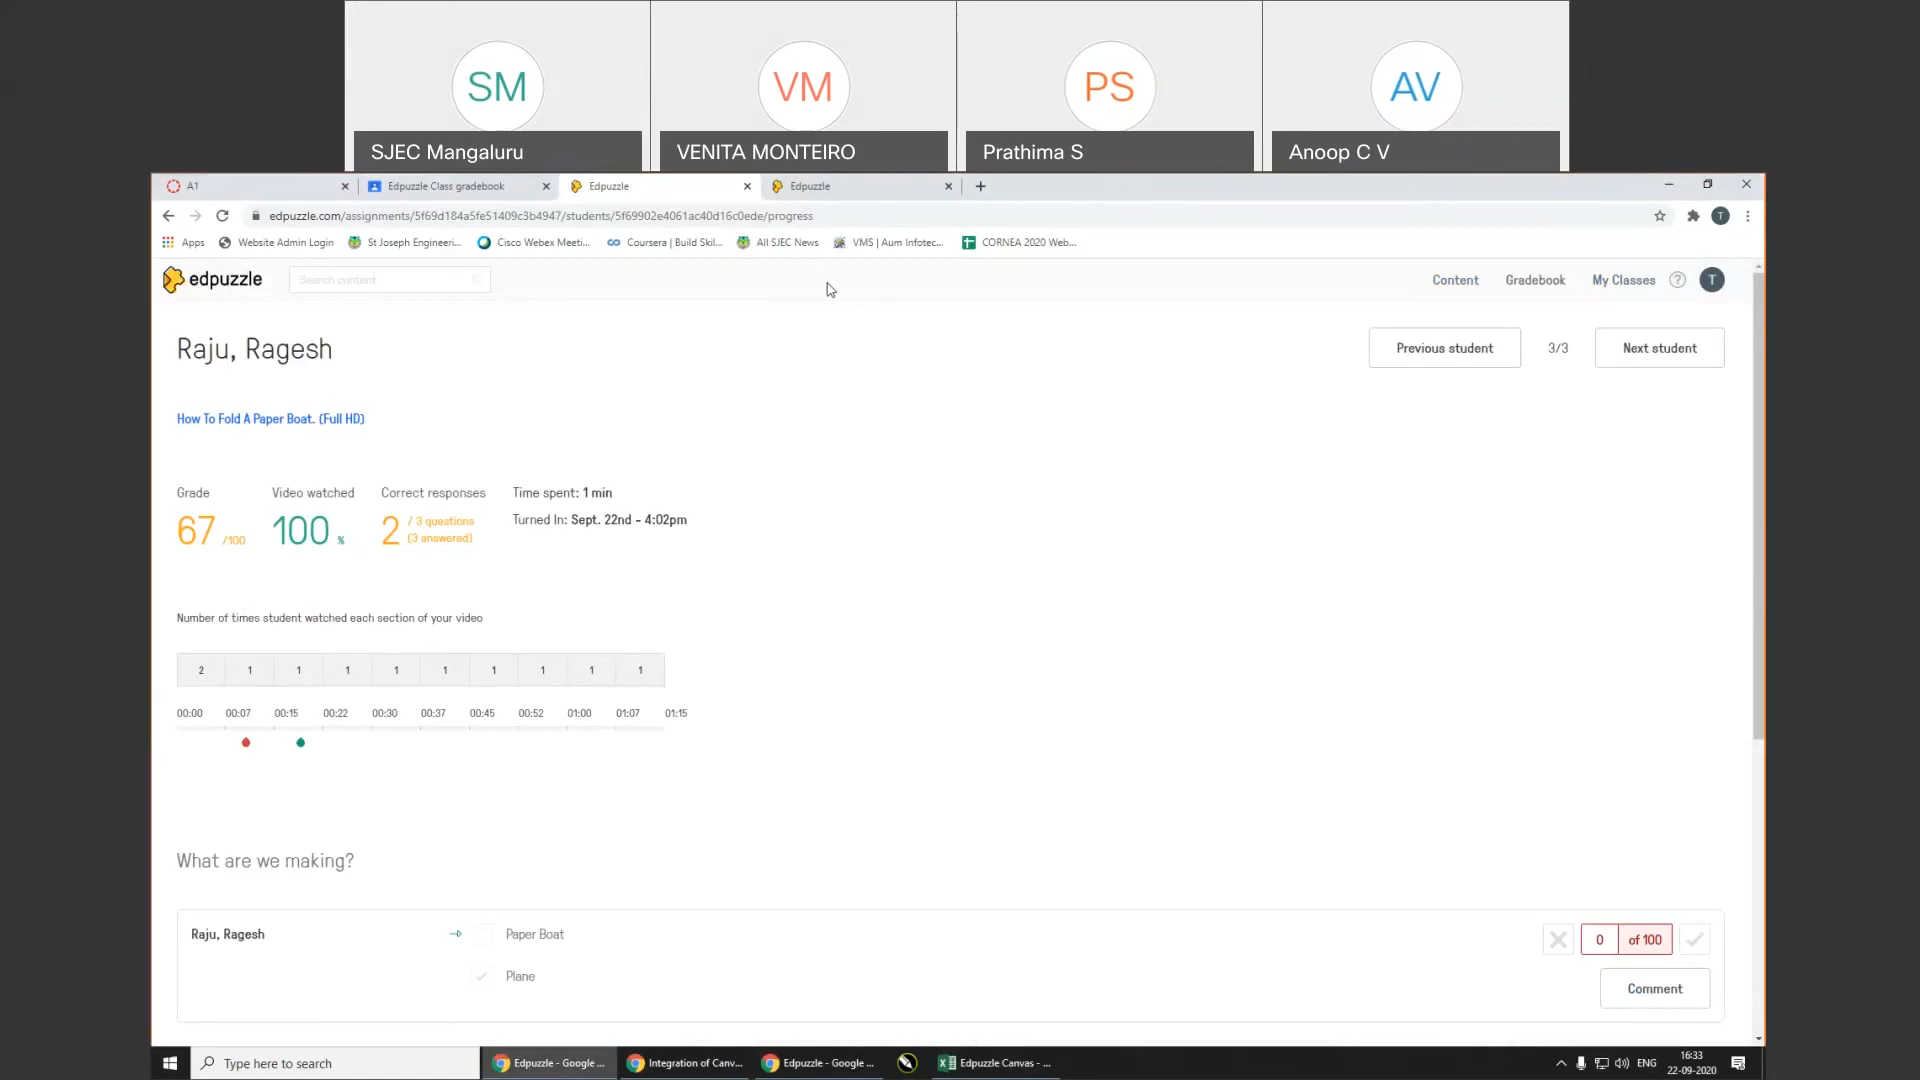 SM VM PS AV
SJEC Mangaluru VENITA MONTEIRO Prathima S Anoop C V
A1 Edpuzzle Class gradebook Edpuzzle Edpuzzle
edpuzzle.com/assignments/5f69d184a5fe51409c3b4947/students/5f69902e4061ac40d16c0ede/progress T
Apps Website Admin Login St Joseph Engineeri... Cisco Webex Meeti... Coursera | Build Skil... All SJEC News VMS | Aum Infotec... CORNEA 2020 Web...
edpuzzle Search content Content Gradebook My Classes ? T
Raju, Ragesh Previous student 3/3 Next student
How To Fold A Paper Boat. (Full HD)
Grade Video watched Correct responses Time spent: 1 min
67 /100 100 % 2 / 3 questions (3 answered) Turned In: Sept. 22nd - 4:02pm
Number of times student watched each section of your video
2 1 1 1 1 1 1 1 1 1
00:00 00:07 00:15 00:22 00:30 00:37 00:45 00:52 01:00 01:07 01:15
What are we making?
Raju, Ragesh Paper Boat 0 of 100
Plane
Comment
Type here to search Edpuzzle - Google ... Integration of Canv... Edpuzzle - Google ... Edpuzzle Canvas - ... ENG 16:33
22-09-2020